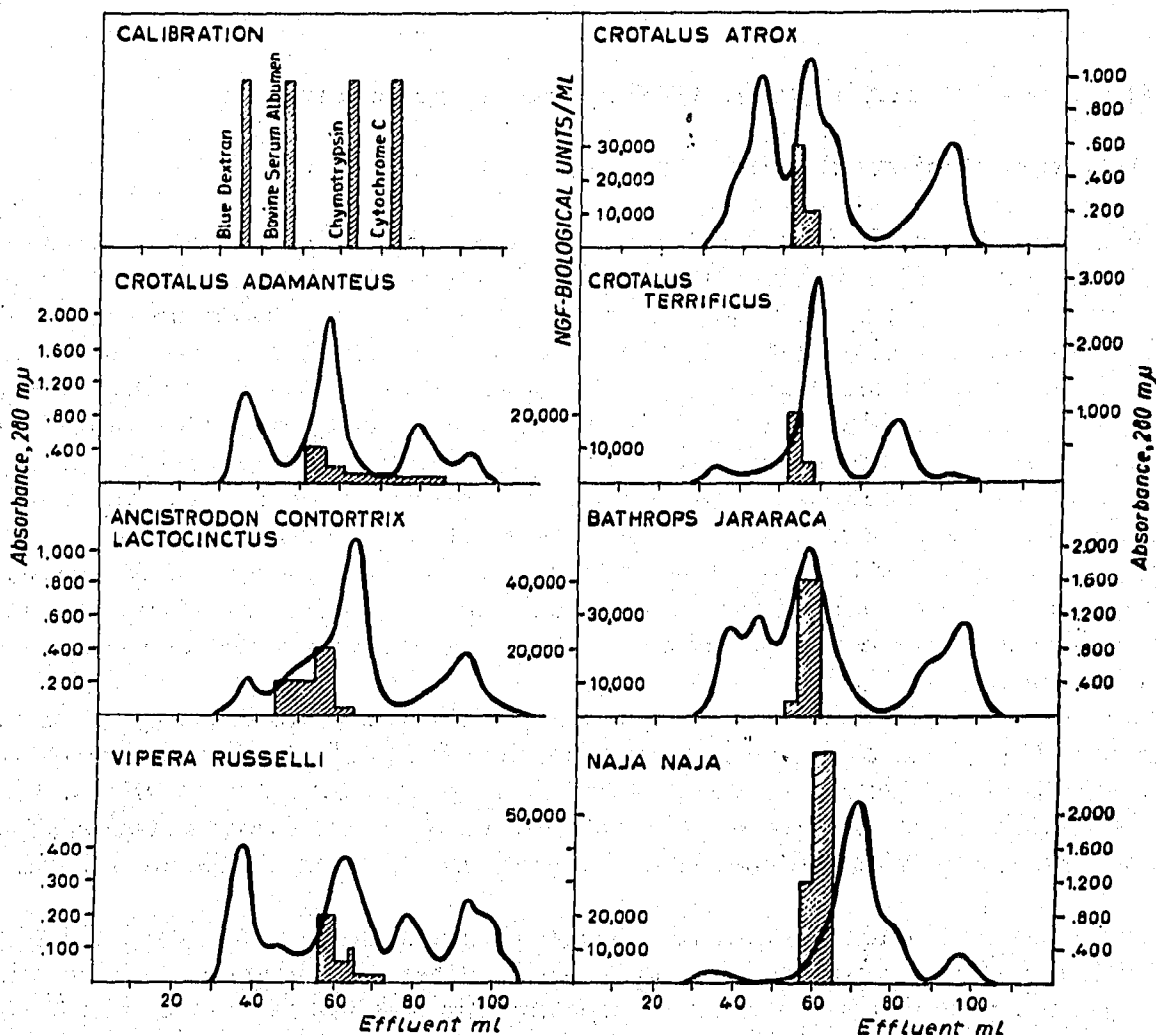 CALIBRATION
Blue Dextran
Bovine Serum Albumen
Chymotrypsin
Cytochrome C
CROTALUS ATROX
1.000
.800
.600
.400
.200
30,000
20,000
10,000
NGF-BIOLOGICAL UNITS/ML
CROTALUS ADAMANTEUS
2.000
1.600
1.200
.800
.400
Absorbance, 280 mµ
CROTALUS
TERRIFICUS
20,000
10,000
3.000
2.000
1,000
Absorbance, 280 mµ
ANCISTRODON CONTORTRIX
LACTOCINCTUS
1,000
.800
.600
.400
.200
BATHROPS JARARACA
40,000
30,000
20,000
10,000
2.000
1.600
1.200
.800
.400
VIPERA RUSSELLI
.400
.300
.200
.100
20 40 60 80 100
Effluent ml
NAJA NAJA
50,000
20,000
10,000
2.000
1.600
1.200
.800
.400
20 40 60 80 100
Effluent ml